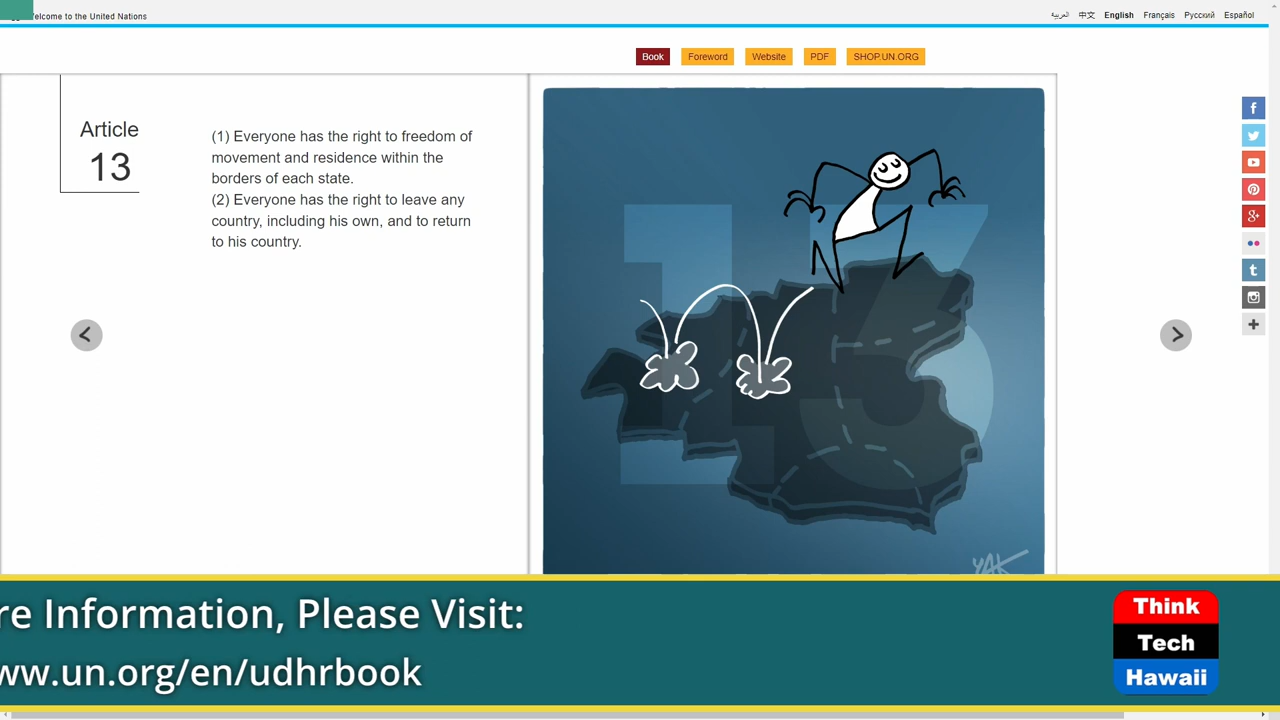 elcome to the United Nations
العربية 中文 English Français Русский Español
Book Foreword Website PDF SHOP.UN.ORG
Article
13
(1) Everyone has the right to freedom of
movement and residence within the
borders of each state.
(2) Everyone has the right to leave any
country, including his own, and to return
to his country.
13
YAK
re Information, Please Visit:
ww.un.org/en/udhrbook
Think
Tech
Hawaii